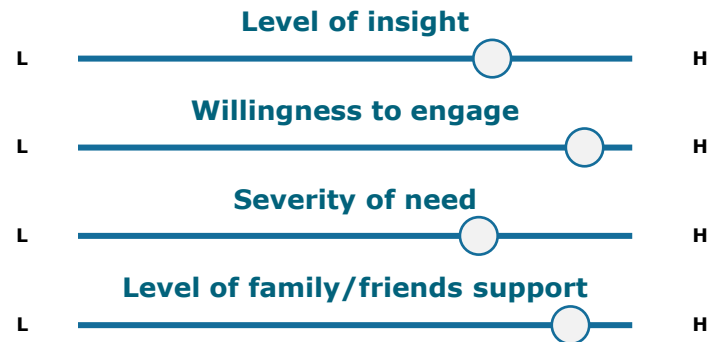 Level of insight
L H
Willingness to engage
L H
Severity of need
L H
Level of family/friends support
L H